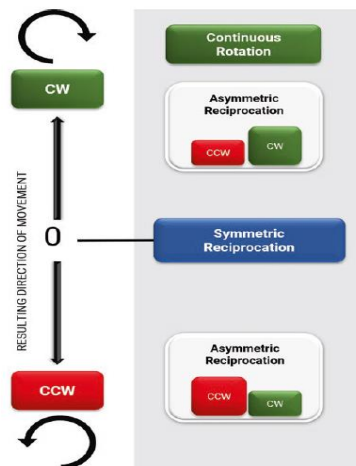 Continuous
Rotation
CW
Asymmetric
Reciprocation
CCW
CW
RESULTING DIRECTION OF MOVEMENT
0
Symmetric
Reciprocation
Asymmetric
Reciprocation
CCW
CCW
CW